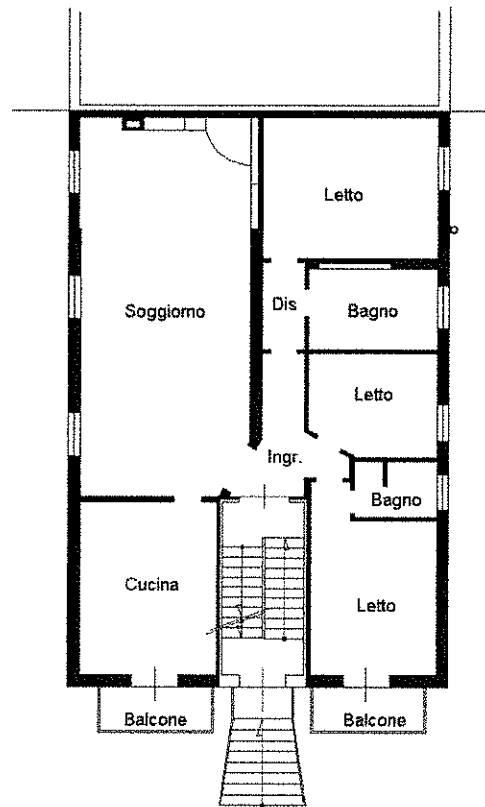 Letto
Dis
Soggiorno
Bagno
Letto
Ingr.
Bagno
Cucina
Letto
Balcone
Balcone